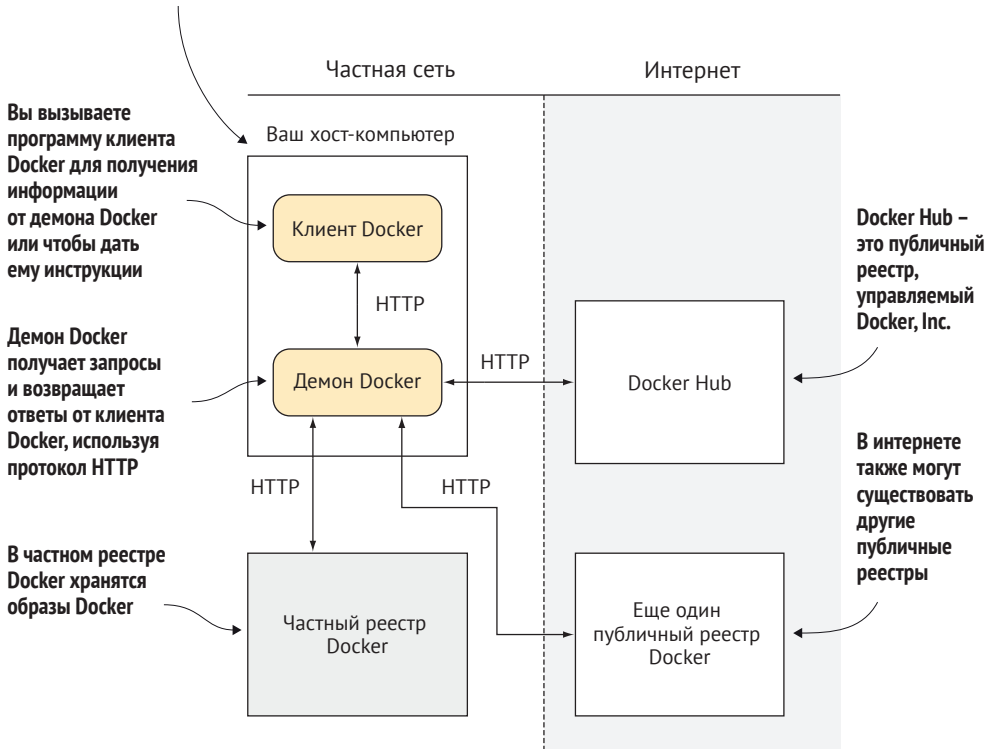 Частная сеть
Интернет
Вы вызываете
программу клиента
Docker для получения
информации
от демона Docker
или чтобы дать
ему инструкции
Ваш хост-компьютер
Клиент Docker
HTTP
Демон Docker
получает запросы
и возвращает
ответы от клиента
Docker, используя
протокол HTTP
Демон Docker
HTTP
Docker Hub
Docker Hub –
это публичный
реестр,
управляемый
Docker, Inc.
HTTP
HTTP
В интернете
также могут
существовать
другие
публичные
реестры
В частном реестре
Docker хранятся
образы Docker
Частный реестр
Docker
Еще один
публичный реестр
Docker